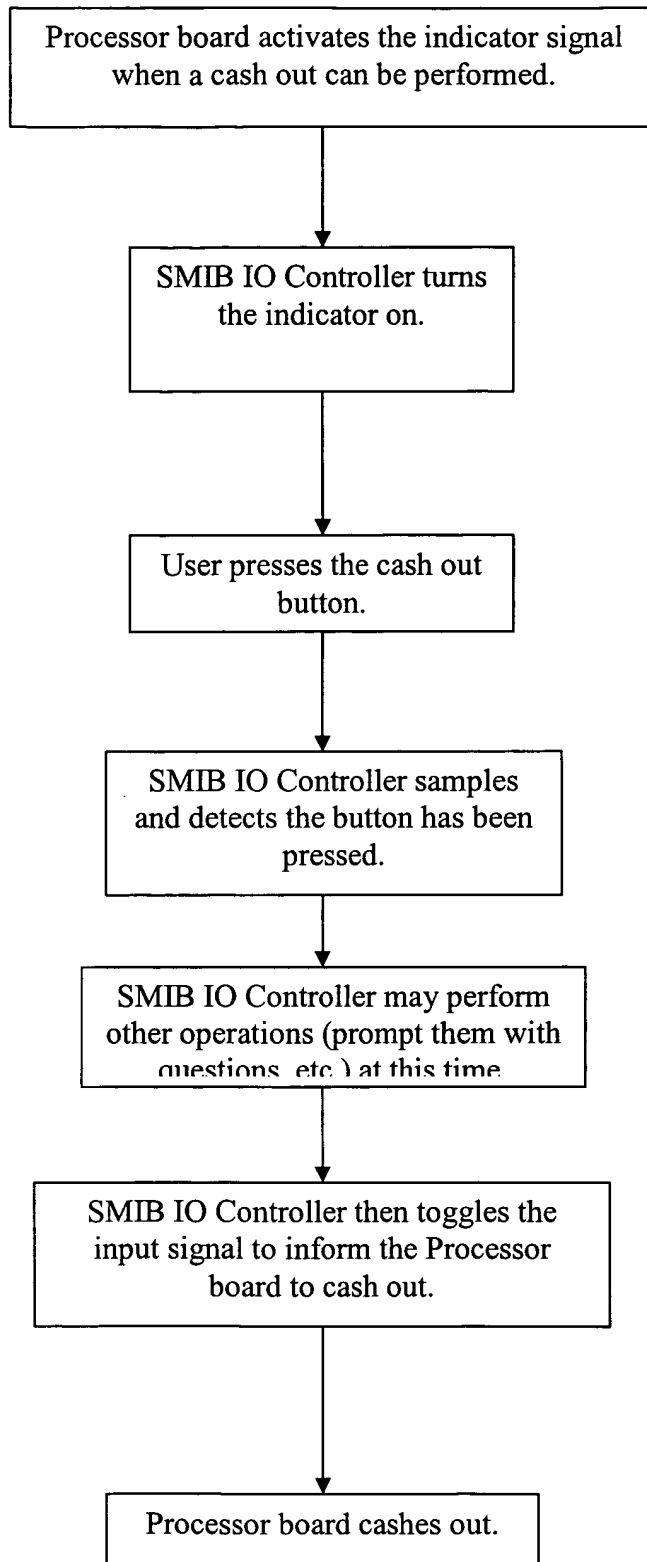 Processor board activates the indicator signal
when a cash out can be performed.
SMIB IO Controller turns
the indicator on.
User presses the cash out
button.
SMIB IO Controller samples
and detects the button has been
pressed.
SMIB IO Controller may perform
other operations (prompt them with
questions, etc.) at this time
SMIB IO Controller then toggles the
input signal to inform the Processor
board to cash out.
Processor board cashes out.